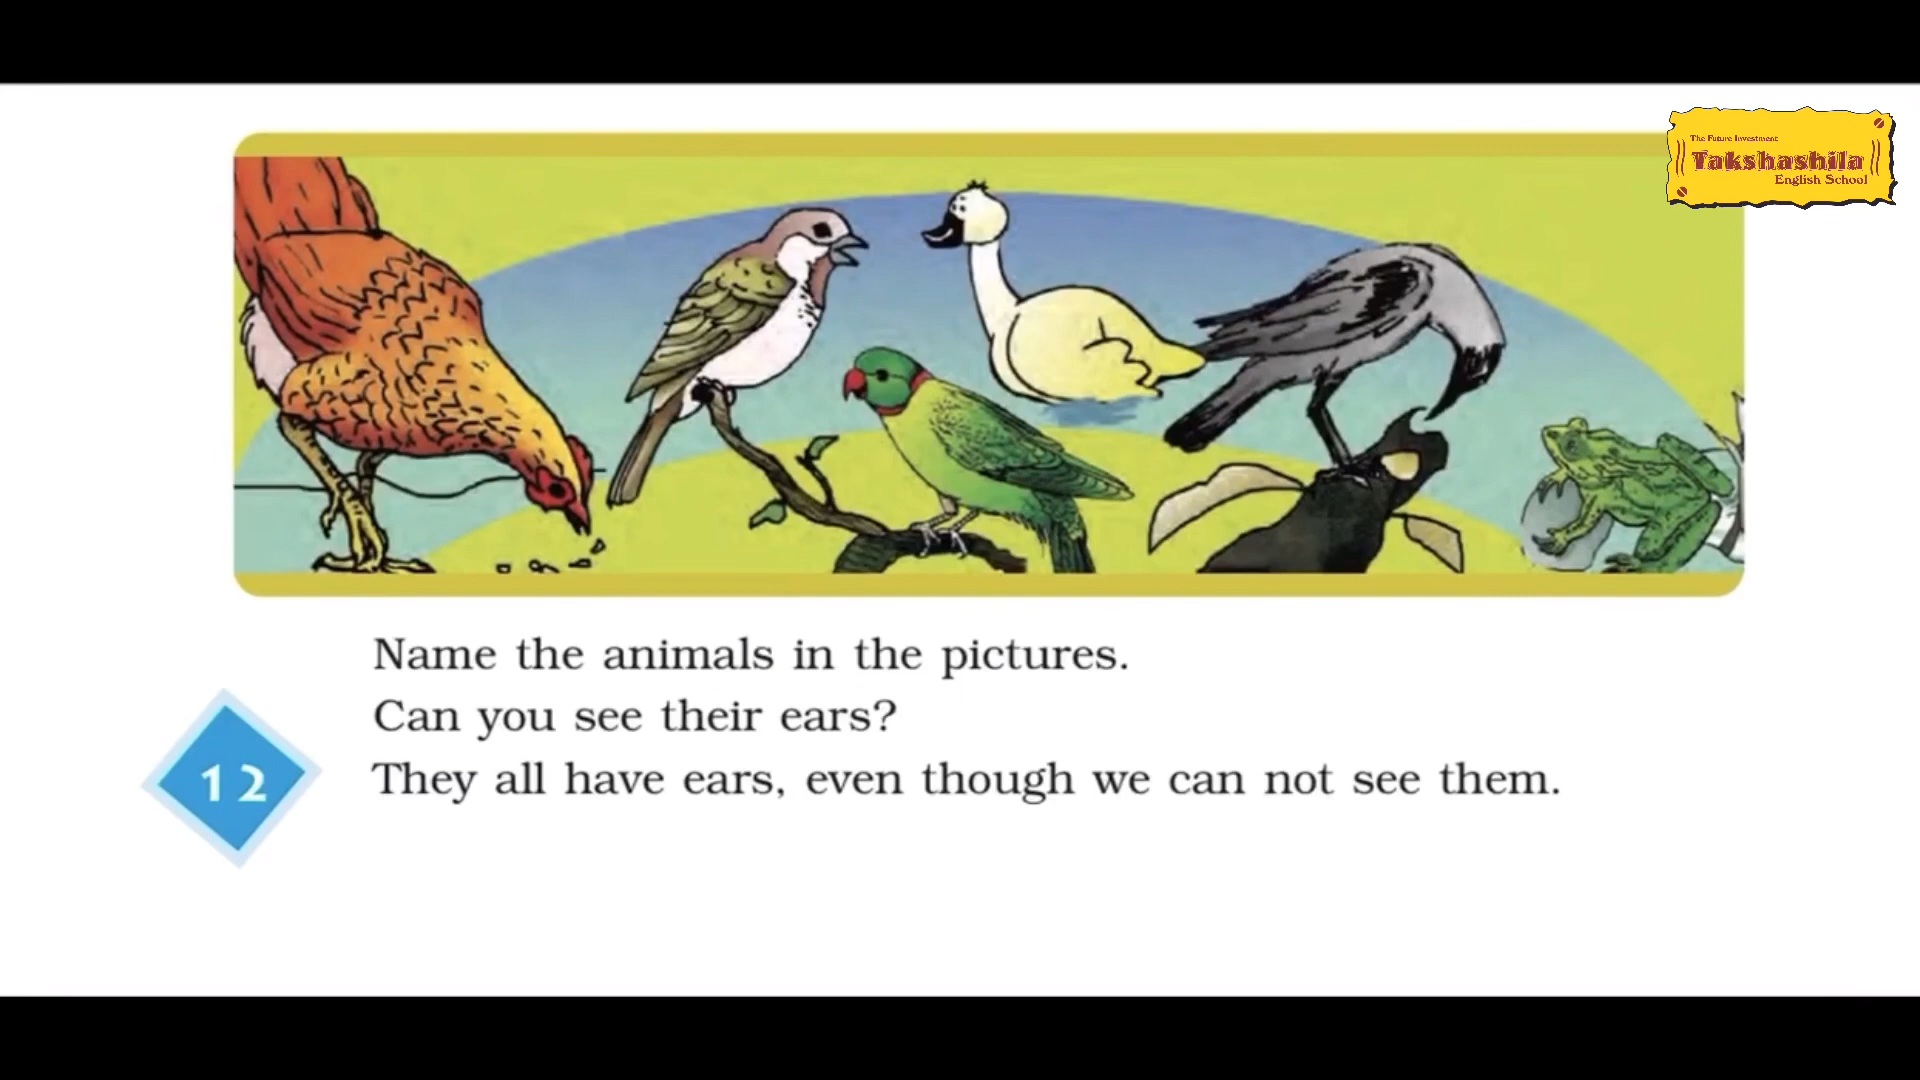 The Future Investment
Takshashila
English School
Name the animals in the pictures.
Can you see their ears?
12
They all have ears, even though we can not see them.